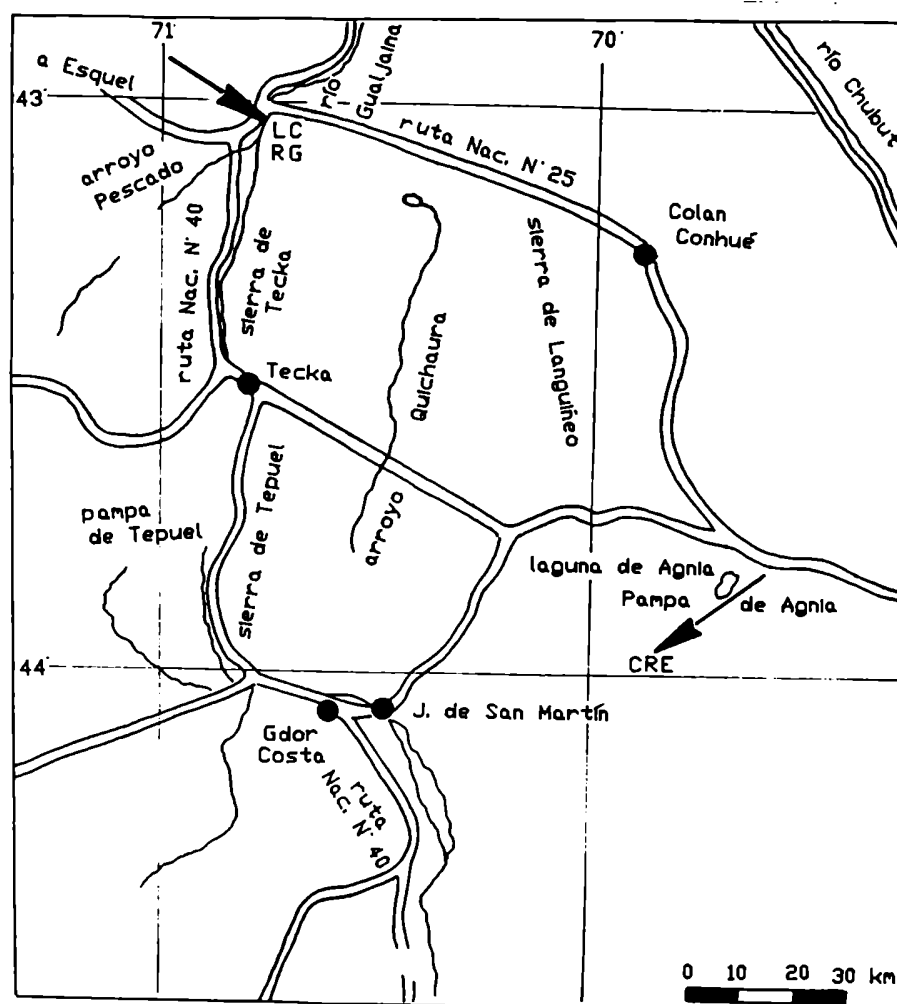 71°
70°
a Esquel
río
Gualjaina
río Chubut
43°
LC
RG
ruta Nac. N° 25
arroyo
Pescado
Colan
Conhué
ruta Nac. N° 40
sierra de
Tecka
sierra de Languiñeo
Quichaura
arroyo
Tecka
pampa
de Tepuel
sierra de Tepuel
laguna de Agnia
Pampa de Agnia
CRE
44°
J. de San Martín
Gdor
Costa
ruta
Nac. N° 40
0 10 20 30 km